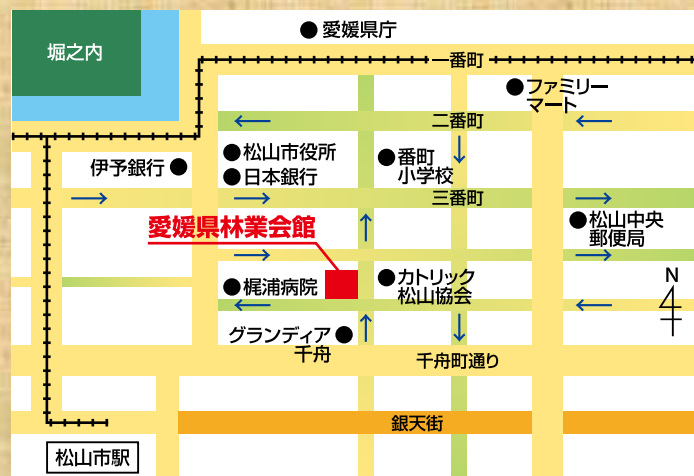 愛媛県庁
堀之内
一番町
ファミリー
マート
二番町
松山市役所
番町
小学校
伊予銀行
日本銀行
三番町
愛媛県林業会館
松山中央
郵便局
梶浦病院
カトリック
松山協会
N
グランディア
千舟
千舟町通り
銀天街
松山市駅